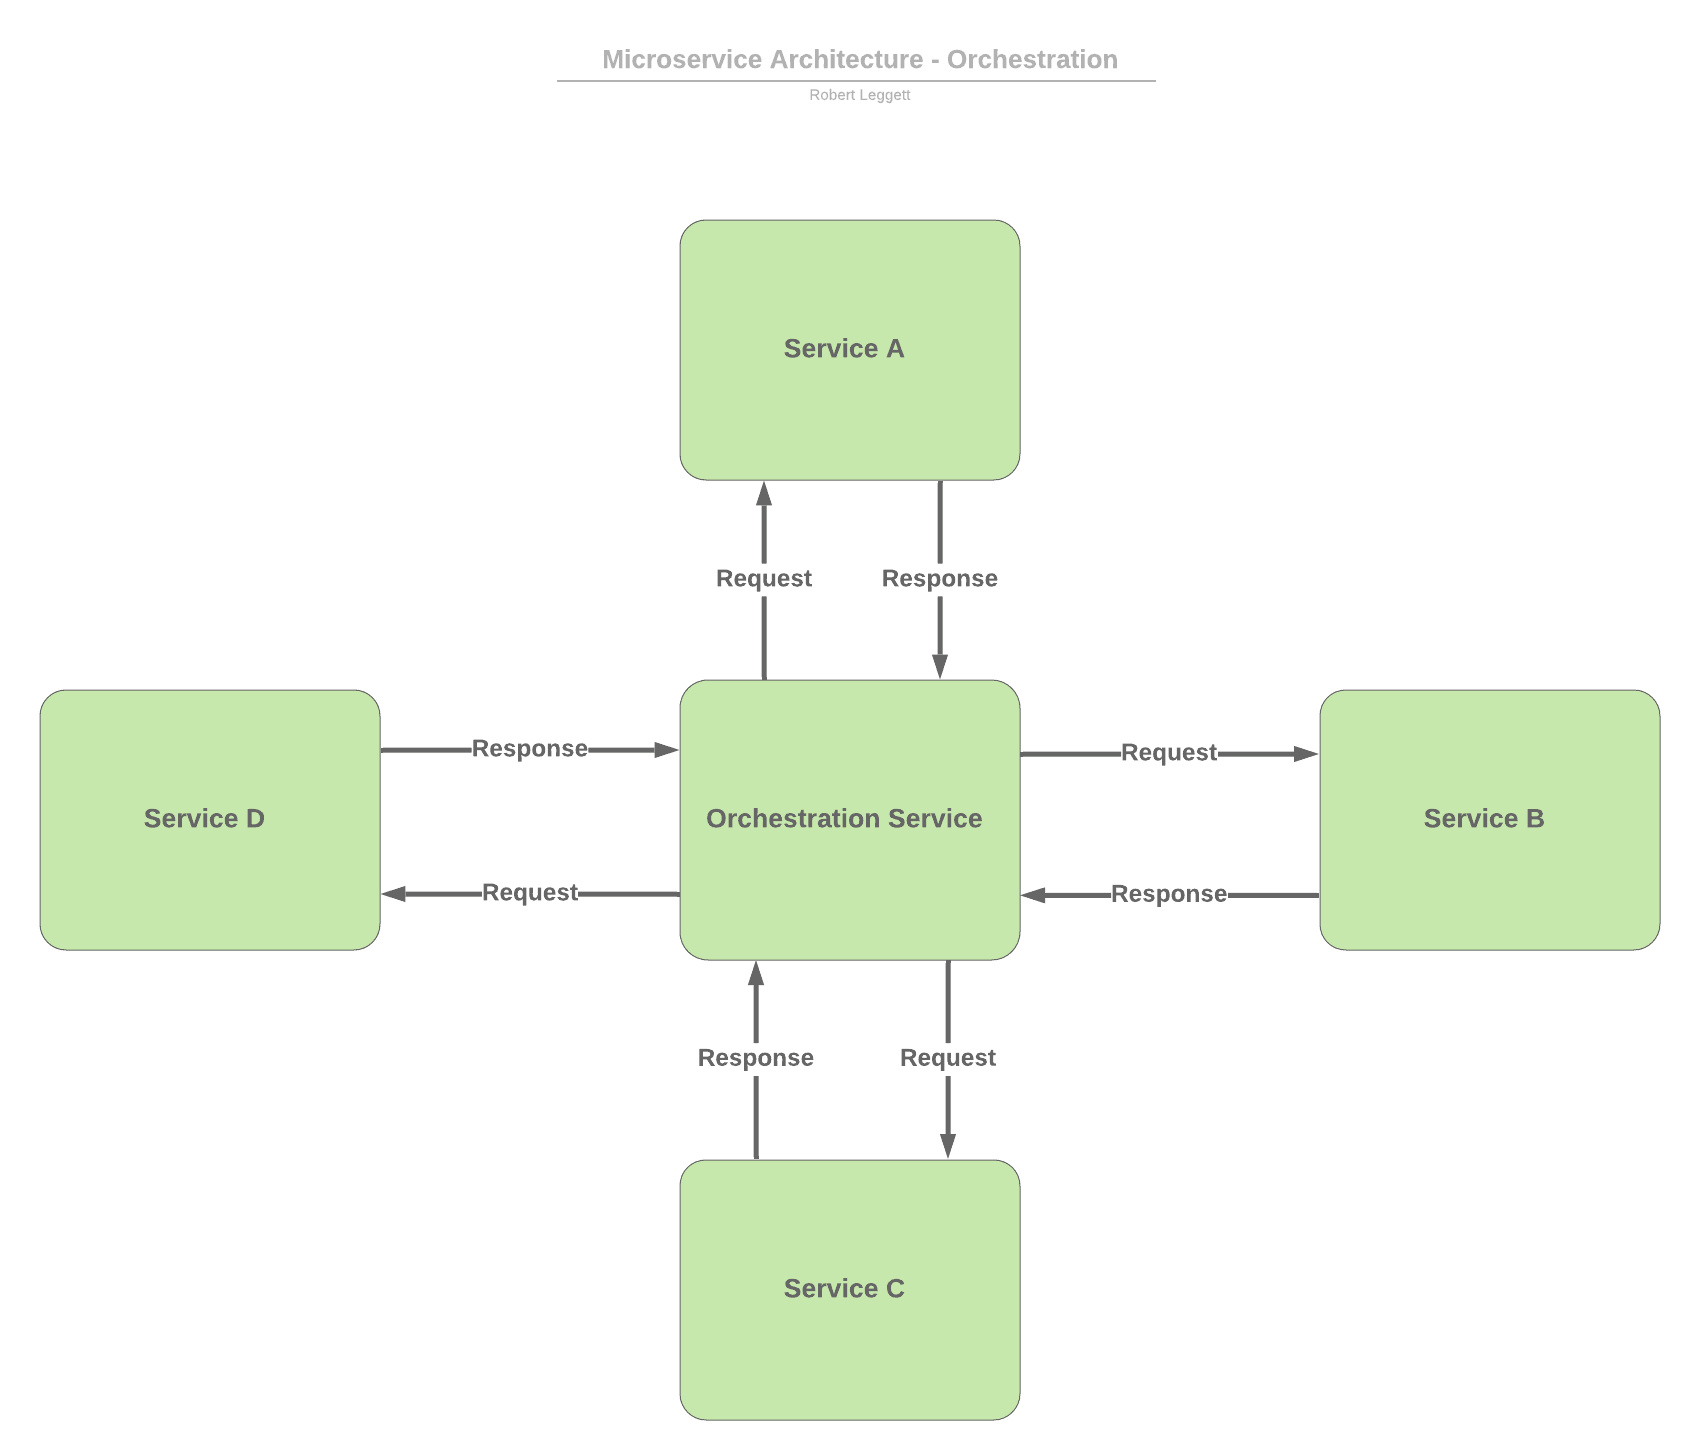 Microservice Architecture - Orchestration
Robert Leggett
Service A
Request
Response
Response
Request
Service D
Orchestration Service
Service B
Request
Response
Response
Request
Service C